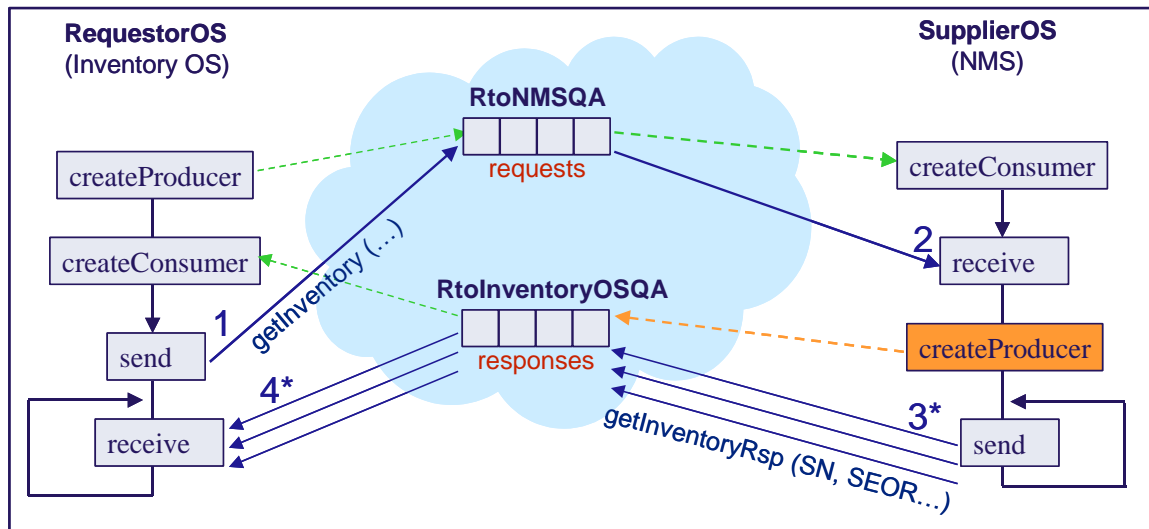 RequestorOS
(Inventory OS)
SupplierOS
(NMS)
RtoNMSQA
requests
createProducer
createConsumer
createConsumer
2
receive
1
getInventory (...)
RtoInventoryOSQA
responses
send
createProducer
4*
3*
receive
send
getInventoryRsp (SN, SEOR...)